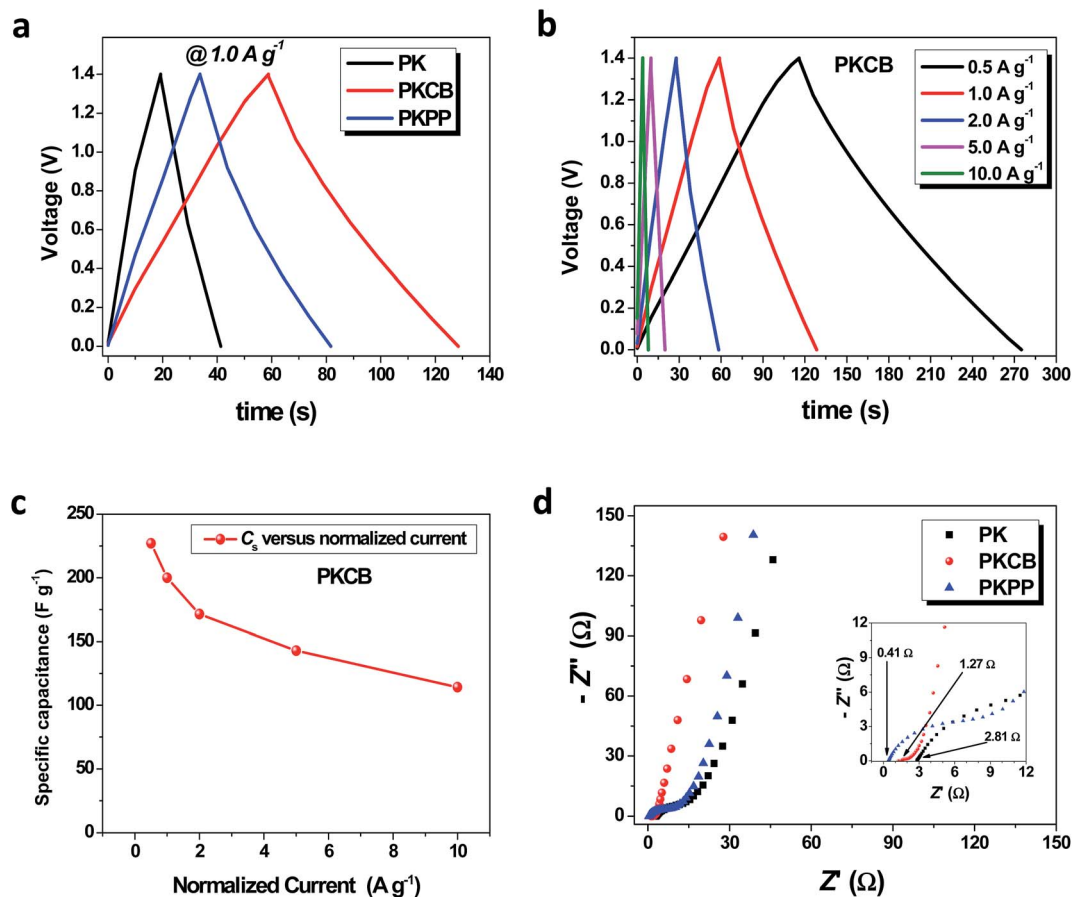 a
@ 1.0 A g⁻¹
PK
PKCB
PKPP
1.4
1.2
1.0
0.8
0.6
0.4
0.2
0.0
Voltage (V)
0 20 40 60 80 100 120 140
time (s)
b
PKCB
0.5 A g⁻¹
1.0 A g⁻¹
2.0 A g⁻¹
5.0 A g⁻¹
10.0 A g⁻¹
1.4
1.2
1.0
0.8
0.6
0.4
0.2
0.0
Voltage (V)
0 30 60 90 120 150 180 210 240 270 300
time (s)
c
Cs versus normalized current
PKCB
250
200
150
100
50
0
Specific capacitance (F g⁻¹)
0 2 4 6 8 10
Normalized Current (A g⁻¹)
d
PK
PKCB
PKPP
150
120
90
60
30
0
- Z'' (Ω)
0 30 60 90 120 150
Z' (Ω)
12
9
6
3
0
- Z'' (Ω)
0.41 Ω
1.27 Ω
2.81 Ω
0 3 6 9 12
Z' (Ω)